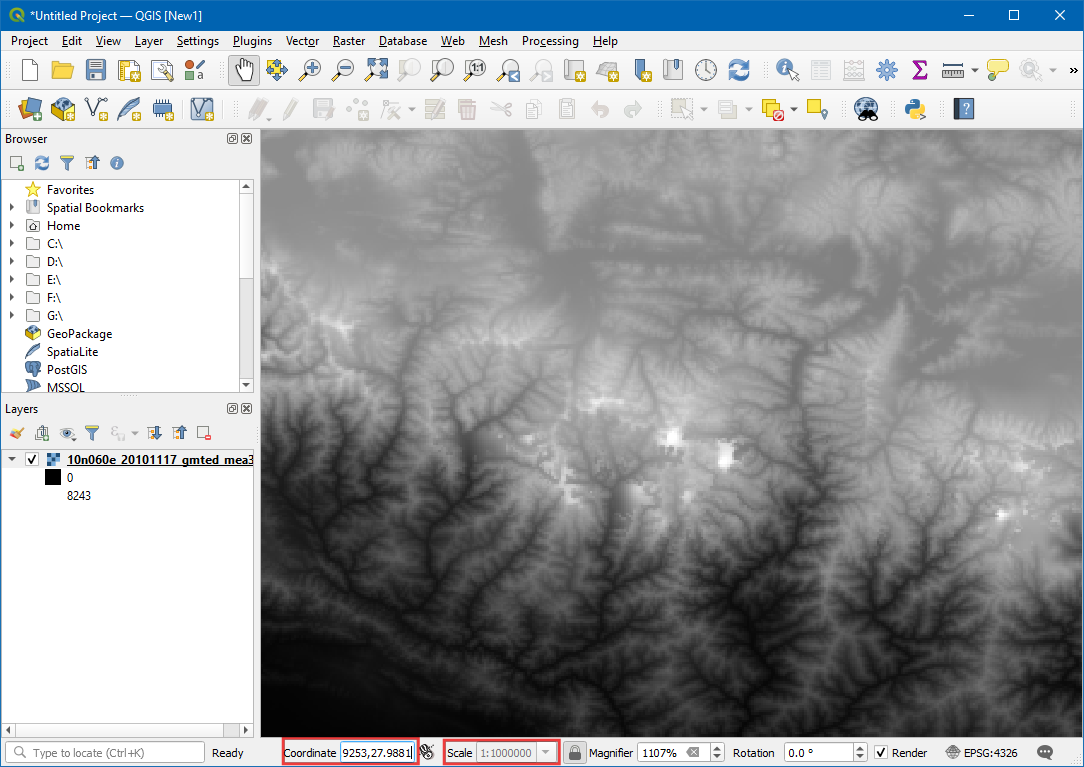 *Untitled Project — QGIS [New1]
Project Edit View Layer Settings Plugins Vector Raster Database Web Mesh Processing Help
1:1
»
Browser
Favorites
Spatial Bookmarks
Home
C:\
D:\
E:\
F:\
G:\
GeoPackage
SpatiaLite
PostGIS
MSSQL
Layers
10n060e_20101117_gmted_mea3
0
8243
Type to locate (Ctrl+K) Ready Coordinate 9253,27.9881 Scale 1:1000000 Magnifier 1107% Rotation 0.0 ° Render EPSG:4326